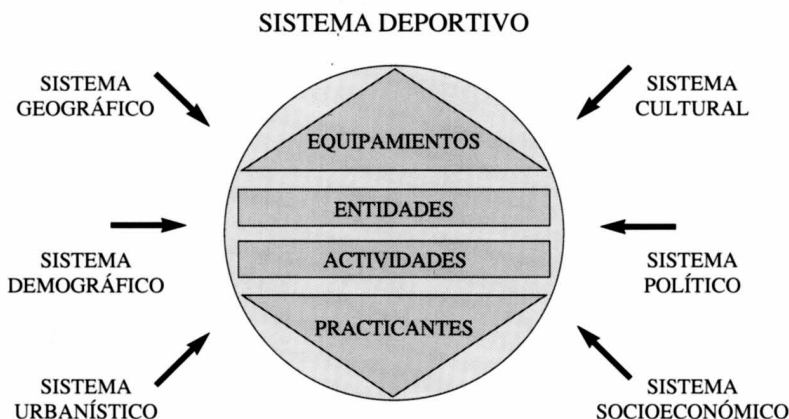 SISTEMA DEPORTIVO
SISTEMA
GEOGRÁFICO
SISTEMA
CULTURAL
EQUIPAMIENTOS
ENTIDADES
ACTIVIDADES
PRACTICANTES
SISTEMA
DEMOGRÁFICO
SISTEMA
POLÍTICO
SISTEMA
URBANÍSTICO
SISTEMA
SOCIOECONÓMICO